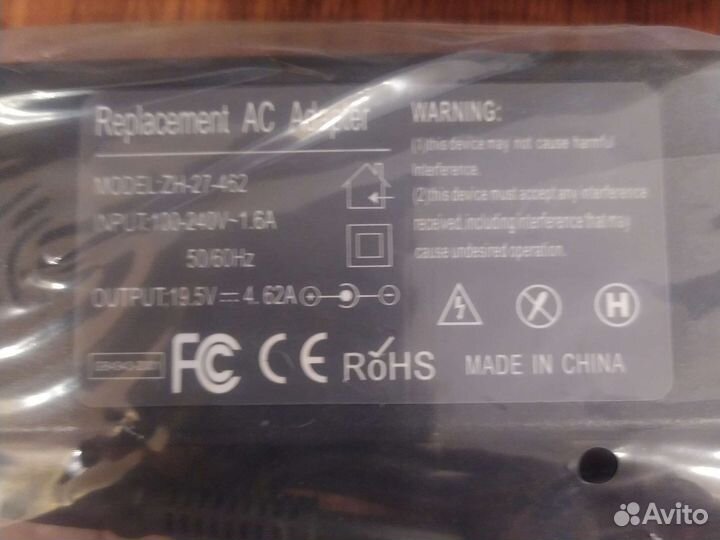 Replacement AC Adapter
MODEL:ZH-27-462
INPUT:100-240V~1.6A
50/60Hz
OUTPUT:19.5V⎓4.62A
FC CE RoHS
WARNING:
(1)this device may not cause harmful
interference.
(2)this device must accept any interference
received,including interference that may
cause undesired operation.
H
MADE IN CHINA
Avito